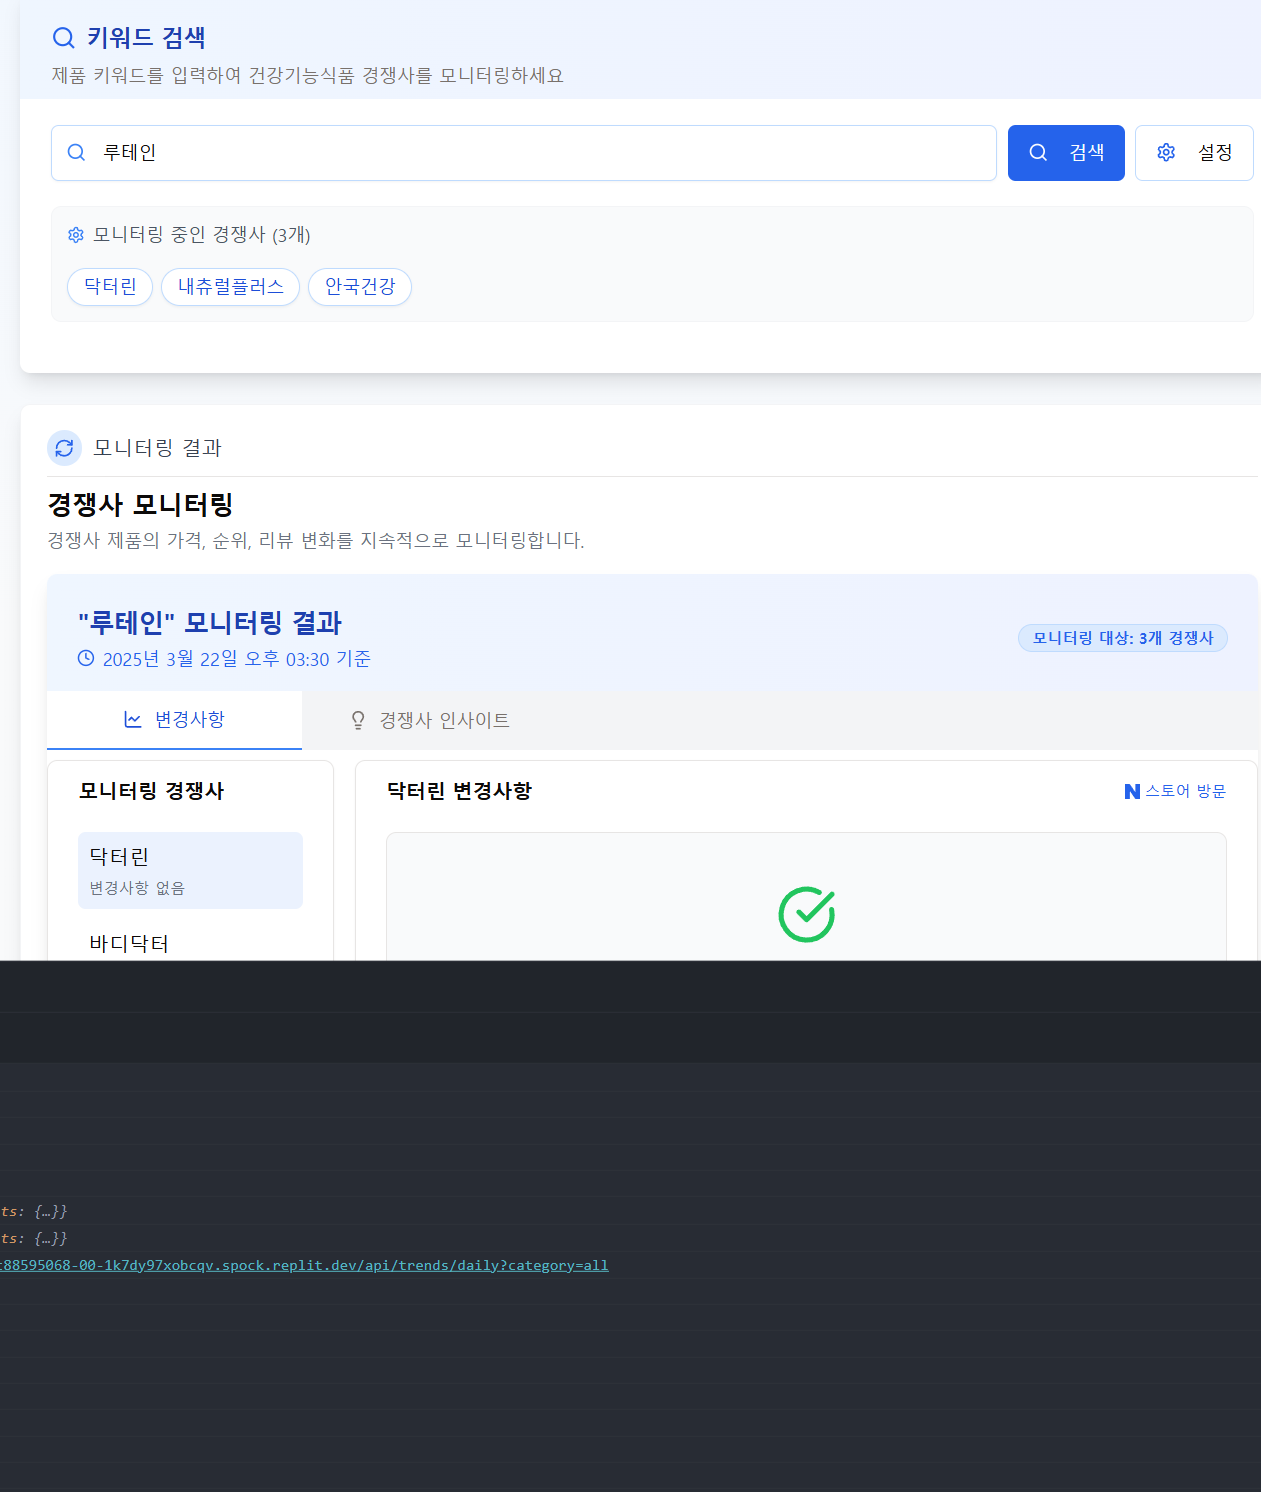 키워드 검색
제품 키워드를 입력하여 건강기능식품 경쟁사를 모니터링하세요
루테인
검색
설정
모니터링 중인 경쟁사 (3개)
닥터린
내츄럴플러스
안국건강
모니터링 결과
경쟁사 모니터링
경쟁사 제품의 가격, 순위, 리뷰 변화를 지속적으로 모니터링합니다.
"루테인" 모니터링 결과
2025년 3월 22일 오후 03:30 기준
모니터링 대상: 3개 경쟁사
변경사항
경쟁사 인사이트
모니터링 경쟁사
닥터린
변경사항 없음
바디닥터
닥터린 변경사항
N 스토어 방문
ts: {…}}
ts: {…}}
88595068-00-1k7dy97xobcqv.spock.replit.dev/api/trends/daily?category=all